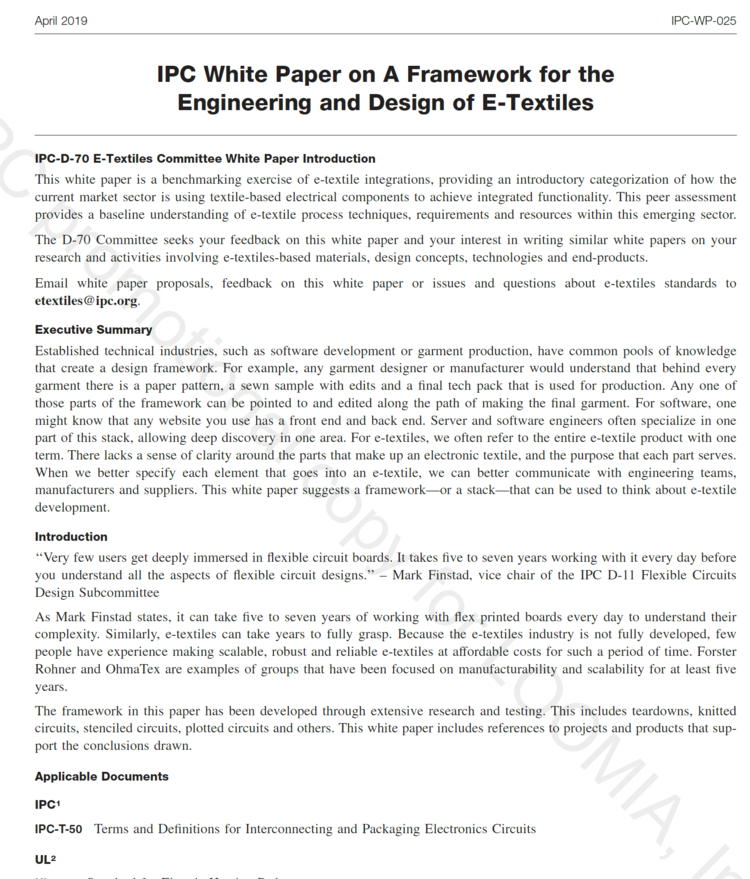 April 2019
IPC-WP-025
IPC White Paper on A Framework for the
Engineering and Design of E-Textiles
IPC-D-70 E-Textiles Committee White Paper Introduction
This white paper is a benchmarking exercise of e-textile integrations, providing an introductory categorization of how the
current market sector is using textile-based electrical components to achieve integrated functionality. This peer assessment
provides a baseline understanding of e-textile process techniques, requirements and resources within this emerging sector.
The D-70 Committee seeks your feedback on this white paper and your interest in writing similar white papers on your
research and activities involving e-textiles-based materials, design concepts, technologies and end-products.
Email white paper proposals, feedback on this white paper or issues and questions about e-textiles standards to
etextiles@ipc.org.
Executive Summary
Established technical industries, such as software development or garment production, have common pools of knowledge
that create a design framework. For example, any garment designer or manufacturer would understand that behind every
garment there is a paper pattern, a sewn sample with edits and a final tech pack that is used for production. Any one of
those parts of the framework can be pointed to and edited along the path of making the final garment. For software, one
might know that any website you use has a front end and back end. Server and software engineers often specialize in one
part of this stack, allowing deep discovery in one area. For e-textiles, we often refer to the entire e-textile product with one
term. There lacks a sense of clarity around the parts that make up an electronic textile, and the purpose that each part serves.
When we better specify each element that goes into an e-textile, we can better communicate with engineering teams,
manufacturers and suppliers. This white paper suggests a framework—or a stack—that can be used to think about e-textile
development.
Introduction
‘‘Very few users get deeply immersed in flexible circuit boards. It takes five to seven years working with it every day before
you understand all the aspects of flexible circuit designs.’’ – Mark Finstad, vice chair of the IPC D-11 Flexible Circuits
Design Subcommittee
As Mark Finstad states, it can take five to seven years of working with flex printed boards every day to understand their
complexity. Similarly, e-textiles can take years to fully grasp. Because the e-textiles industry is not fully developed, few
people have experience making scalable, robust and reliable e-textiles at affordable costs for such a period of time. Forster
Rohner and OhmaTex are examples of groups that have been focused on manufacturability and scalability for at least five
years.
The framework in this paper has been developed through extensive research and testing. This includes teardowns, knitted
circuits, stenciled circuits, plotted circuits and others. This white paper includes references to projects and products that sup-
port the conclusions drawn.
Applicable Documents
IPC¹
IPC-T-50 Terms and Definitions for Interconnecting and Packaging Electronics Circuits
UL²
IPC promotional copy for LOOMIA, In